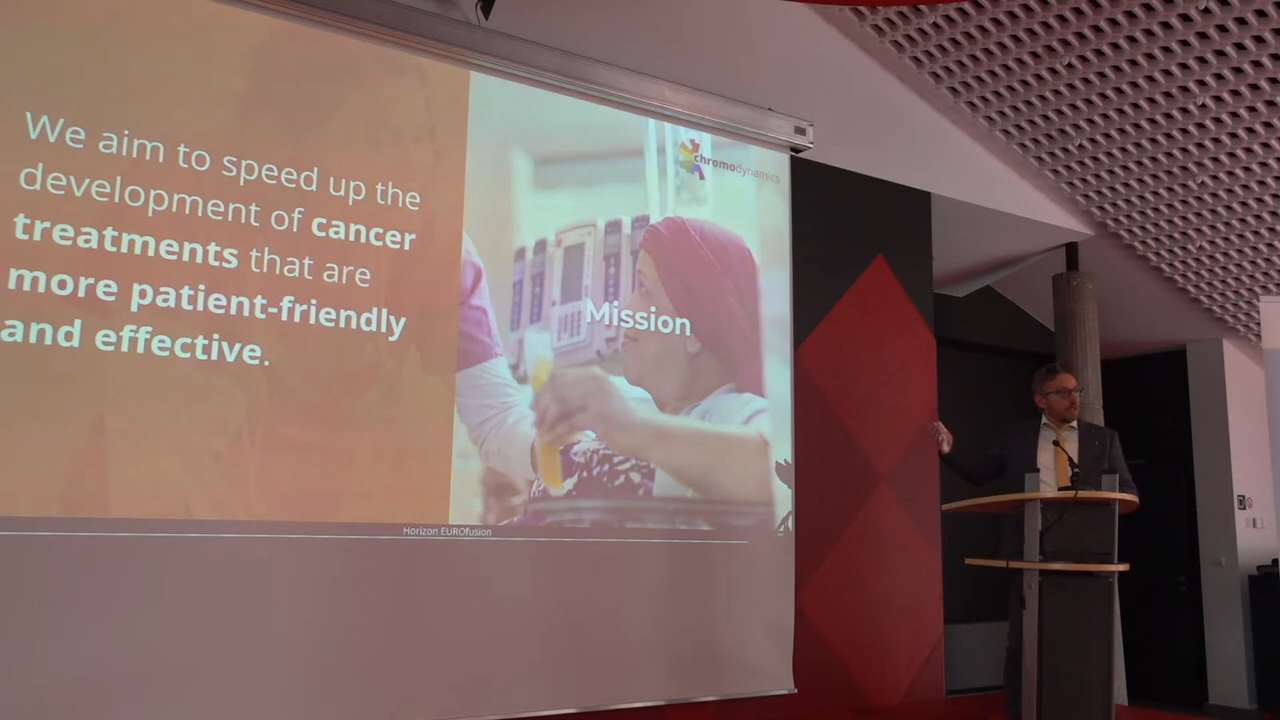 We aim to speed up the
development of cancer
treatments that are
more patient-friendly
and effective.
chromodynamics
Mission
Horizon EUROfusion